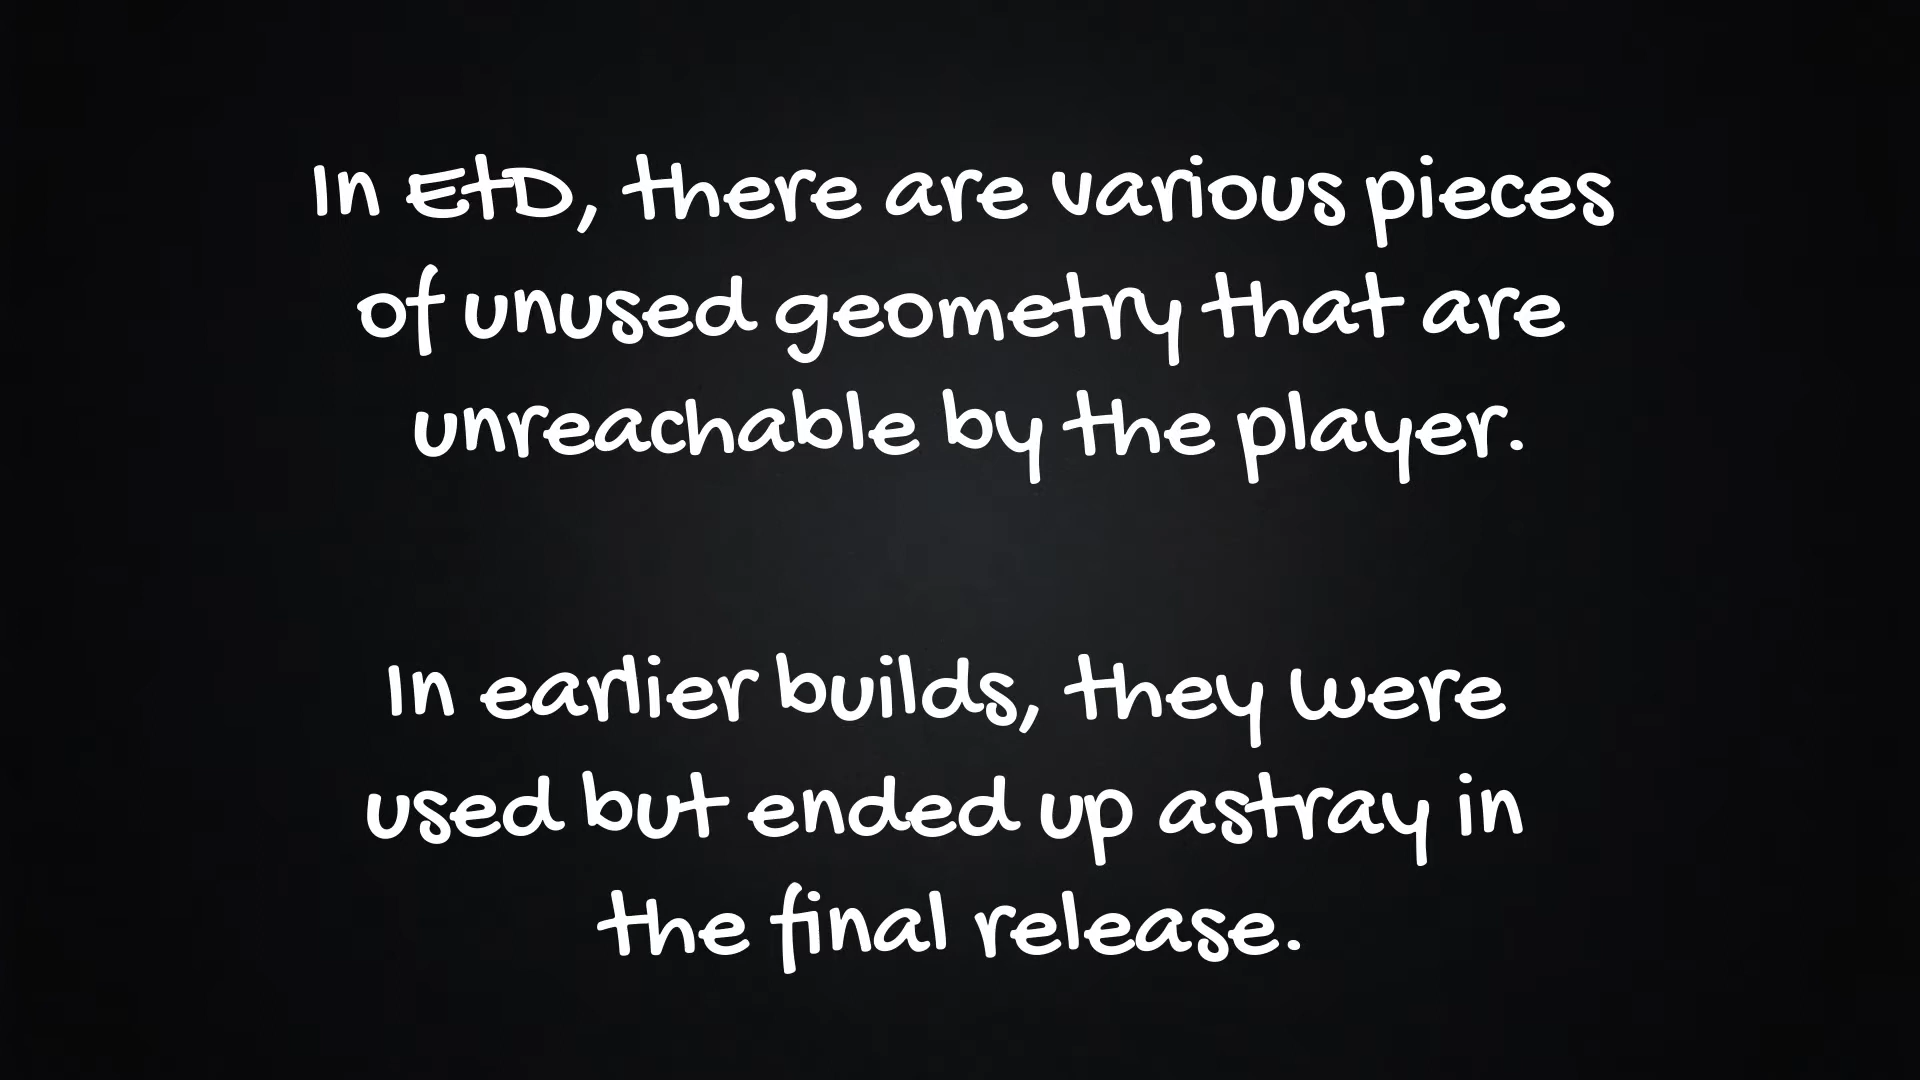 In EtD, there are various pieces
of unused geometry that are
unreachable by the player.
In earlier builds, they were
used but ended up astray in
the final release.